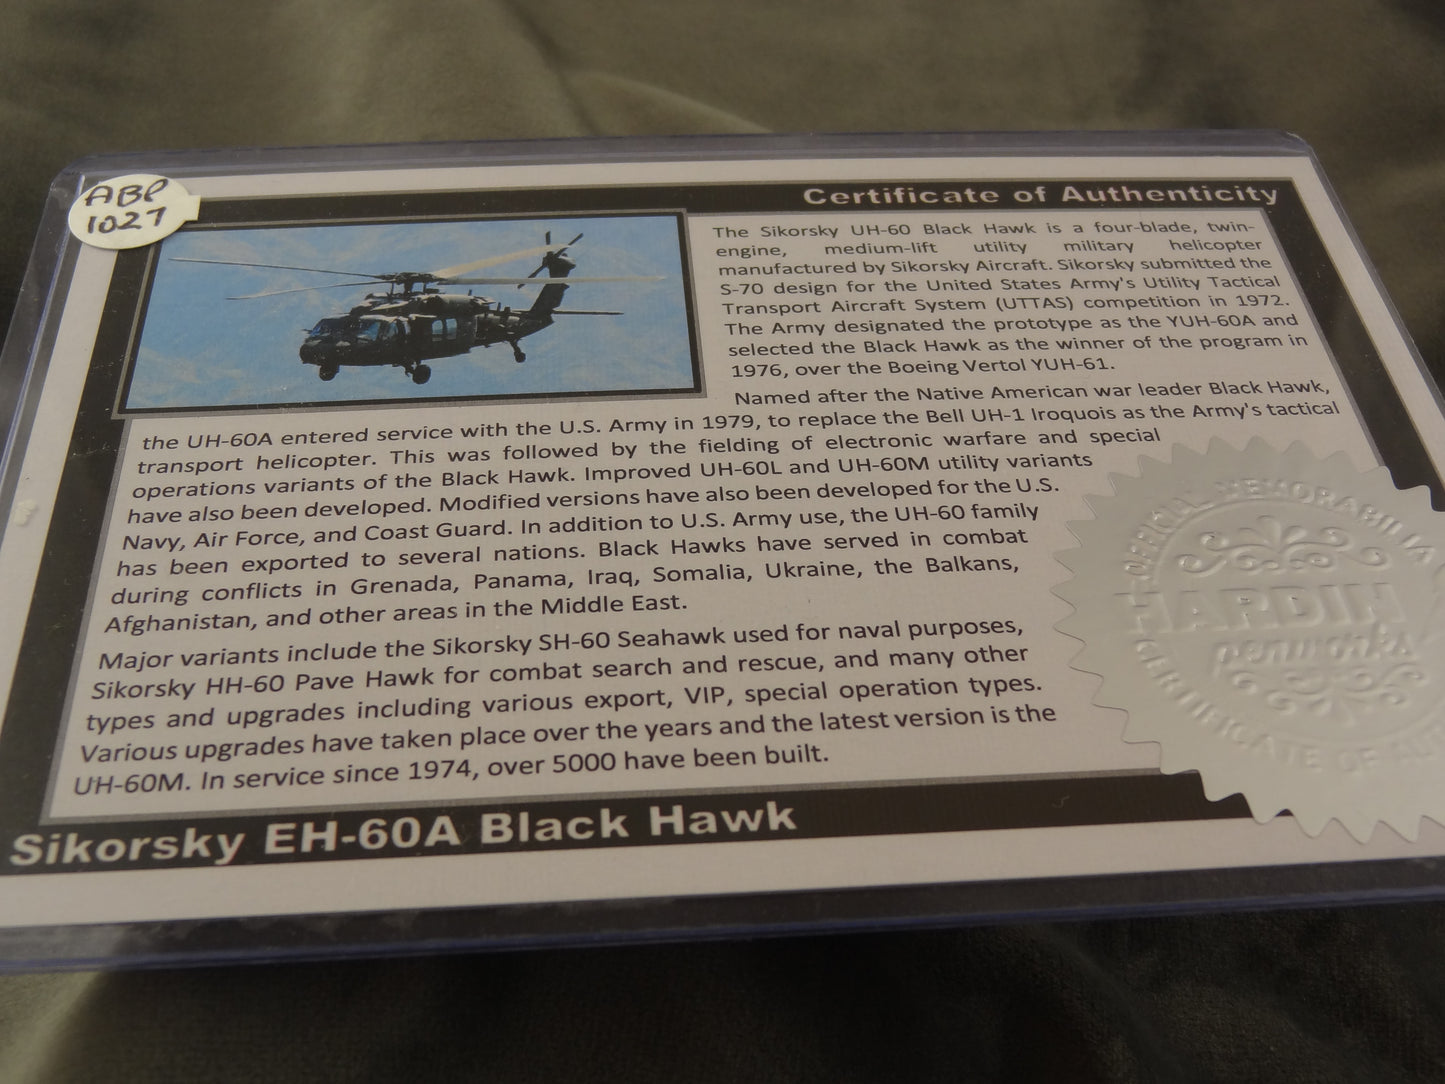 ABP
1027
Certificate of Authenticity
The Sikorsky UH-60 Black Hawk is a four-blade, twin-
engine, medium-lift utility military helicopter
manufactured by Sikorsky Aircraft. Sikorsky submitted the
S-70 design for the United States Army's Utility Tactical
Transport Aircraft System (UTTAS) competition in 1972.
The Army designated the prototype as the YUH-60A and
selected the Black Hawk as the winner of the program in
1976, over the Boeing Vertol YUH-61.
Named after the Native American war leader Black Hawk,
the UH-60A entered service with the U.S. Army in 1979, to replace the Bell UH-1 Iroquois as the Army's tactical
transport helicopter. This was followed by the fielding of electronic warfare and special
operations variants of the Black Hawk. Improved UH-60L and UH-60M utility variants
have also been developed. Modified versions have also been developed for the U.S.
Navy, Air Force, and Coast Guard. In addition to U.S. Army use, the UH-60 family
has been exported to several nations. Black Hawks have served in combat
during conflicts in Grenada, Panama, Iraq, Somalia, Ukraine, the Balkans,
Afghanistan, and other areas in the Middle East.
Major variants include the Sikorsky SH-60 Seahawk used for naval purposes,
Sikorsky HH-60 Pave Hawk for combat search and rescue, and many other
types and upgrades including various export, VIP, special operation types.
Various upgrades have taken place over the years and the latest version is the
UH-60M. In service since 1974, over 5000 have been built.
OFFICIAL MEMORABILIA
HARDIN
penworks
CERTIFICATE OF
Sikorsky EH-60A Black Hawk